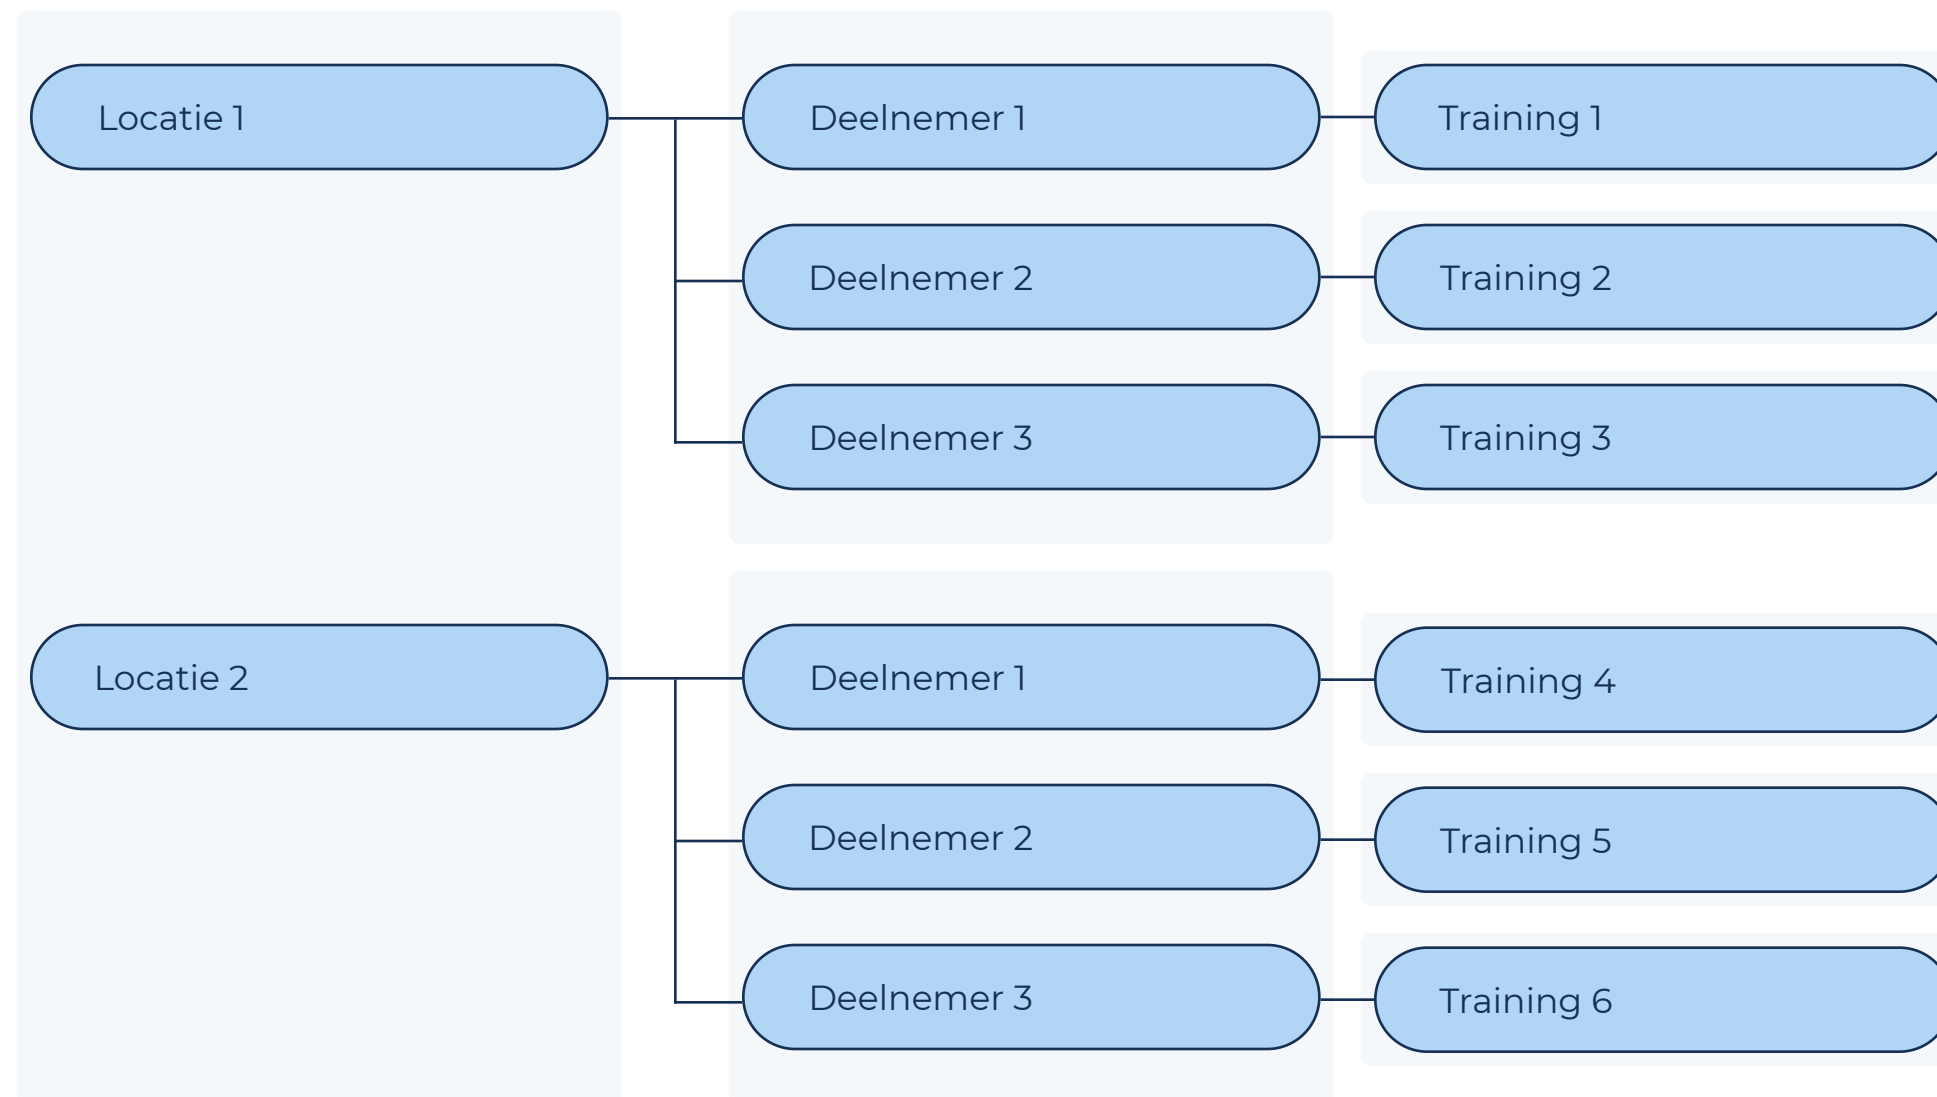 Locatie 1
Deelnemer 1
Training 1
Deelnemer 2
Training 2
Deelnemer 3
Training 3
Locatie 2
Deelnemer 1
Training 4
Deelnemer 2
Training 5
Deelnemer 3
Training 6